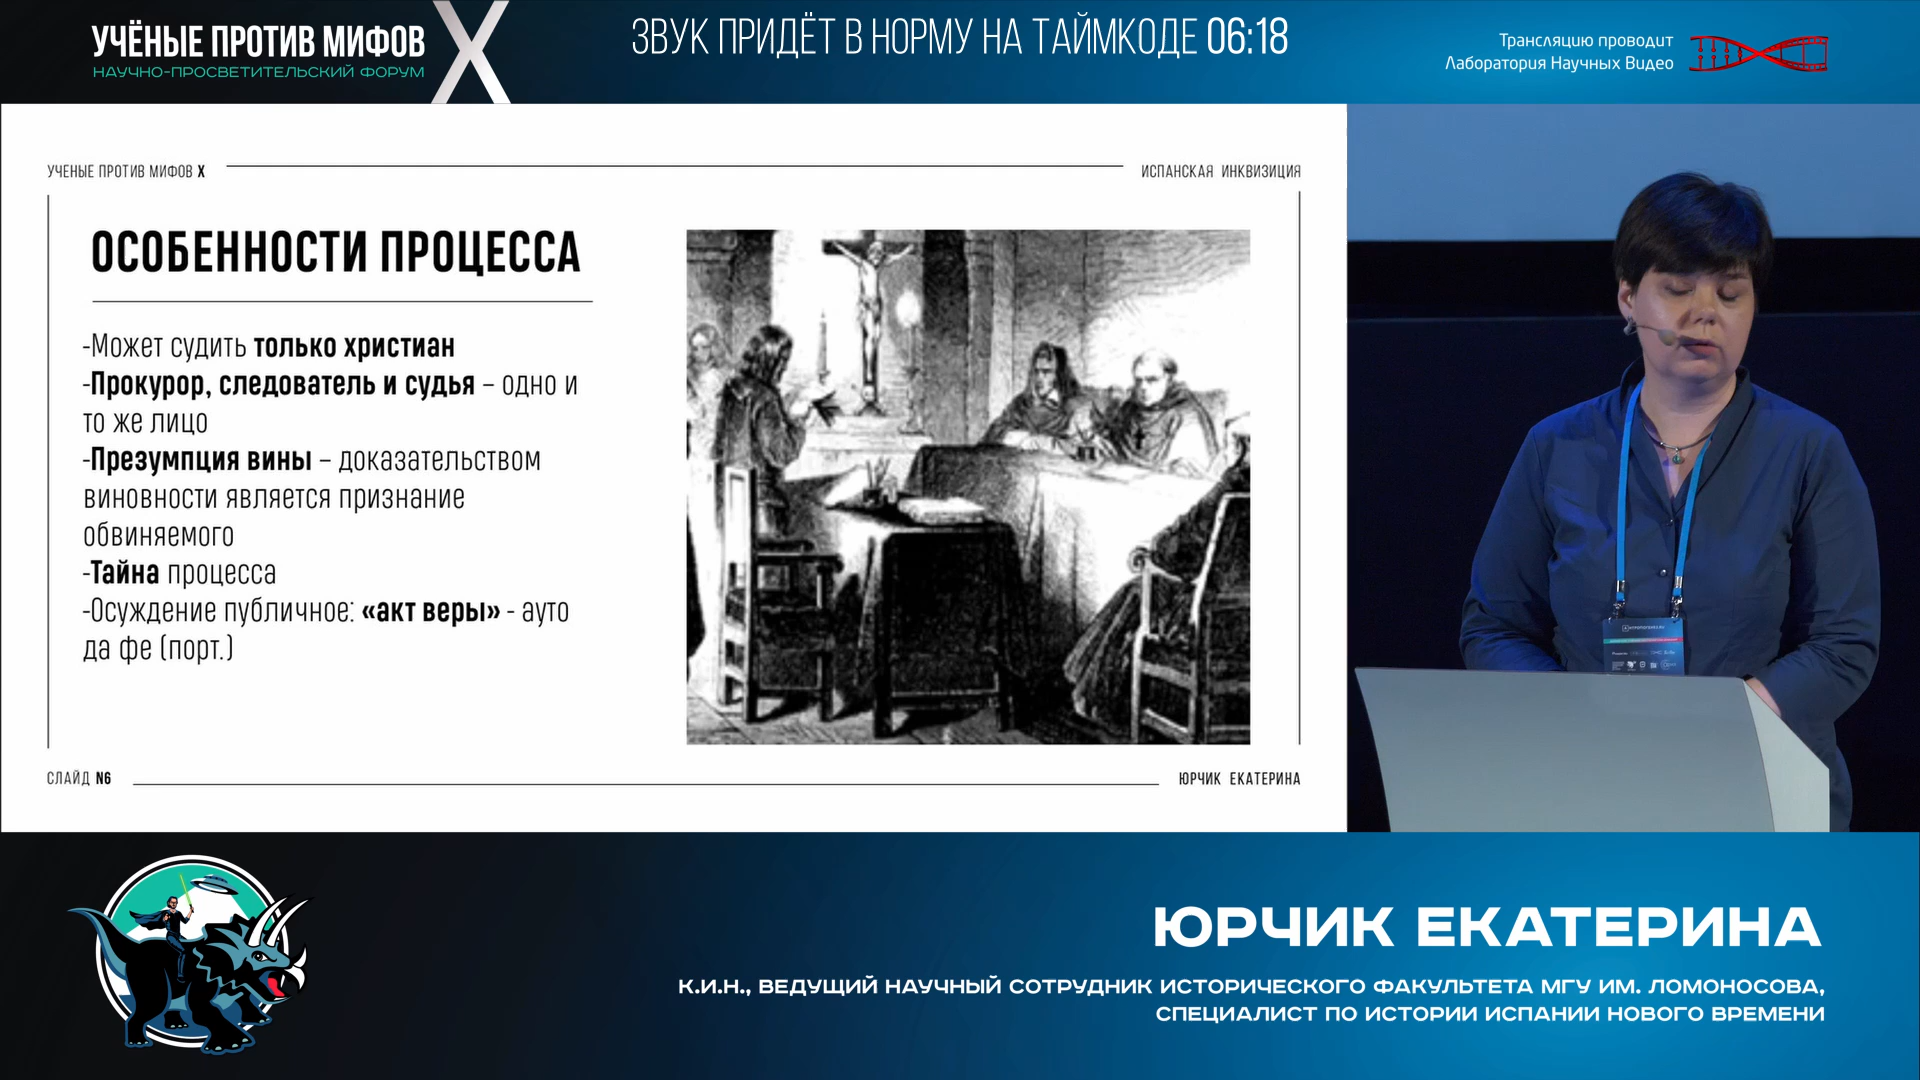 УЧЁНЫЕ ПРОТИВ МИФОВ X
НАУЧНО-ПРОСВЕТИТЕЛЬСКИЙ ФОРУМ
ЗВУК ПРИДЁТ В НОРМУ НА ТАЙМКОДЕ 06:18
Трансляцию проводит
Лаборатория Научных Видео
УЧЕНЫЕ ПРОТИВ МИФОВ X
ИСПАНСКАЯ ИНКВИЗИЦИЯ
ОСОБЕННОСТИ ПРОЦЕССА
-Может судить только христиан
-Прокурор, следователь и судья – одно и
то же лицо
-Презумпция вины – доказательством
виновности является признание
обвиняемого
-Тайна процесса
-Осуждение публичное: «акт веры» - ауто
да фе (порт.)
СЛАЙД N6
ЮРЧИК ЕКАТЕРИНА
ЮРЧИК ЕКАТЕРИНА
К.И.Н., ВЕДУЩИЙ НАУЧНЫЙ СОТРУДНИК ИСТОРИЧЕСКОГО ФАКУЛЬТЕТА МГУ ИМ. ЛОМОНОСОВА,
СПЕЦИАЛИСТ ПО ИСТОРИИ ИСПАНИИ НОВОГО ВРЕМЕНИ